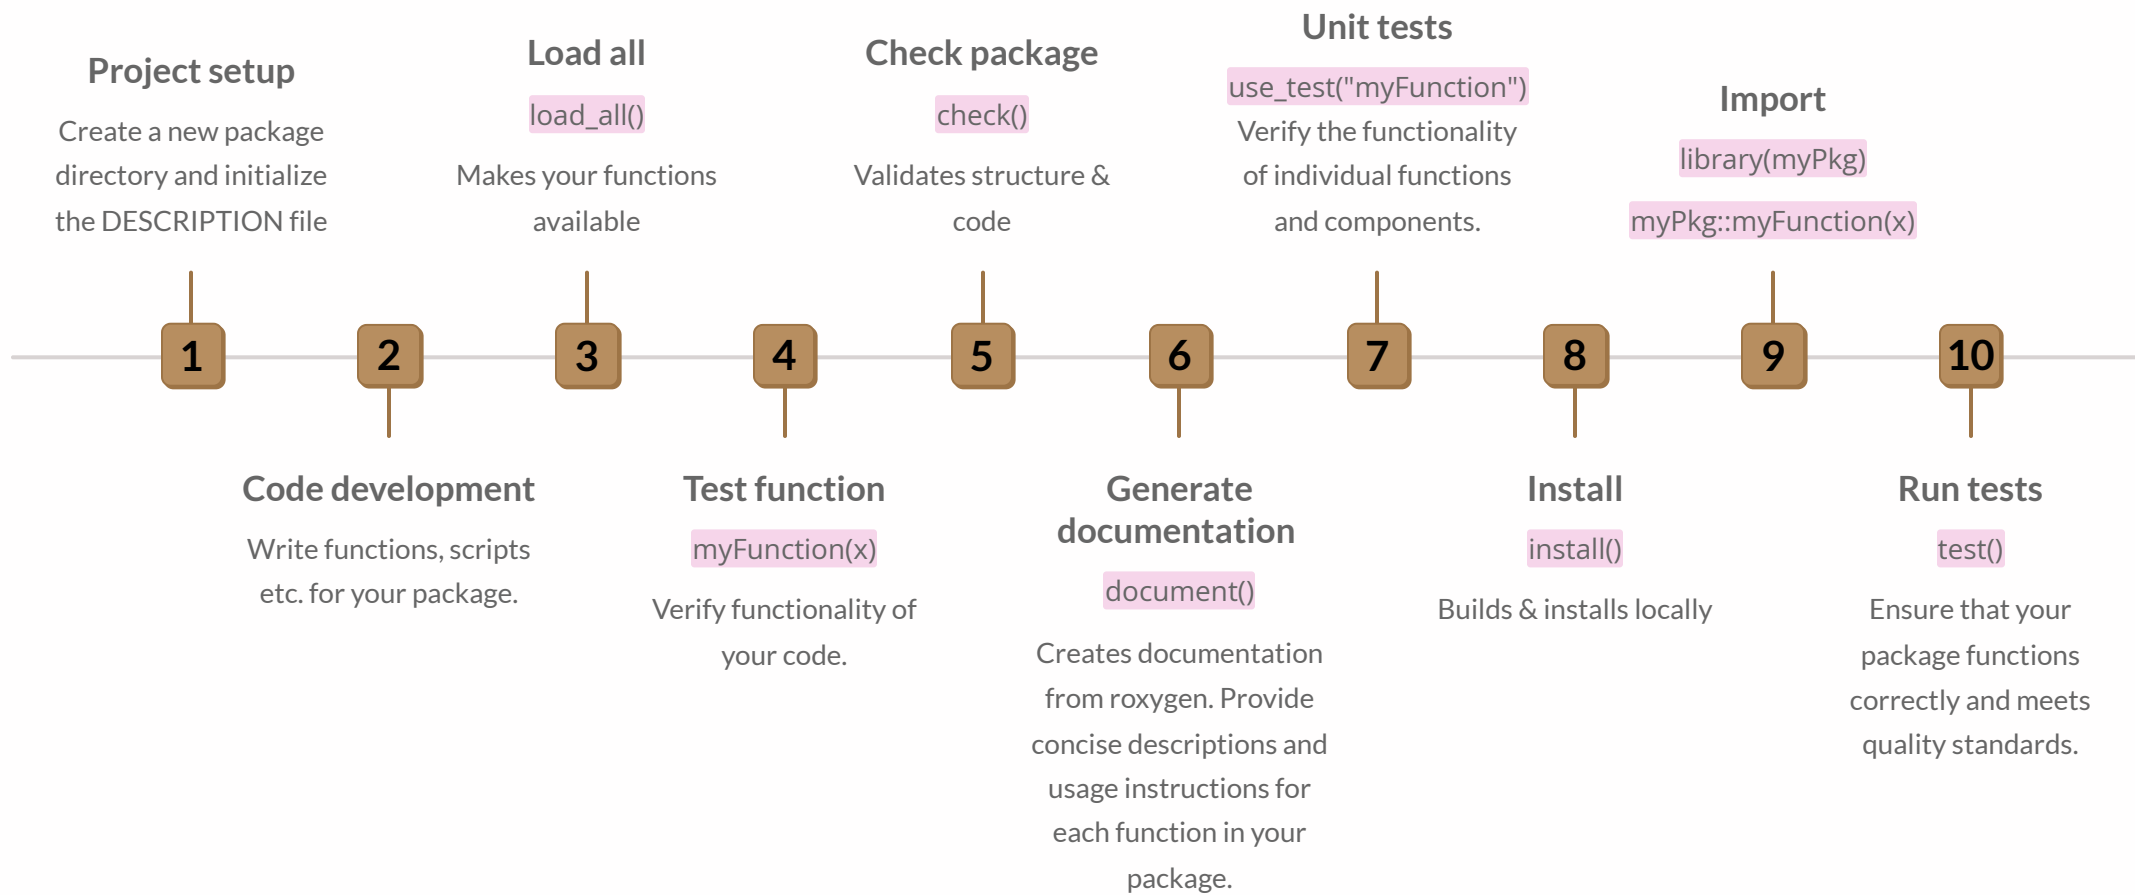 Project setup
Create a new package
directory and initialize
the DESCRIPTION file
1
Code development
Write functions, scripts
etc. for your package.
2
Load all
load_all()
Makes your functions
available
3
Test function
myFunction(x)
Verify functionality of
your code.
4
Check package
check()
Validates structure &
code
5
Generate
documentation
document()
Creates documentation
from roxygen. Provide
concise descriptions and
usage instructions for
each function in your
package.
6
Unit tests
use_test("myFunction")
Verify the functionality
of individual functions
and components.
7
Install
install()
Builds & installs locally
8
Import
library(myPkg)
myPkg::myFunction(x)
9
Run tests
test()
Ensure that your
package functions
correctly and meets
quality standards.
10